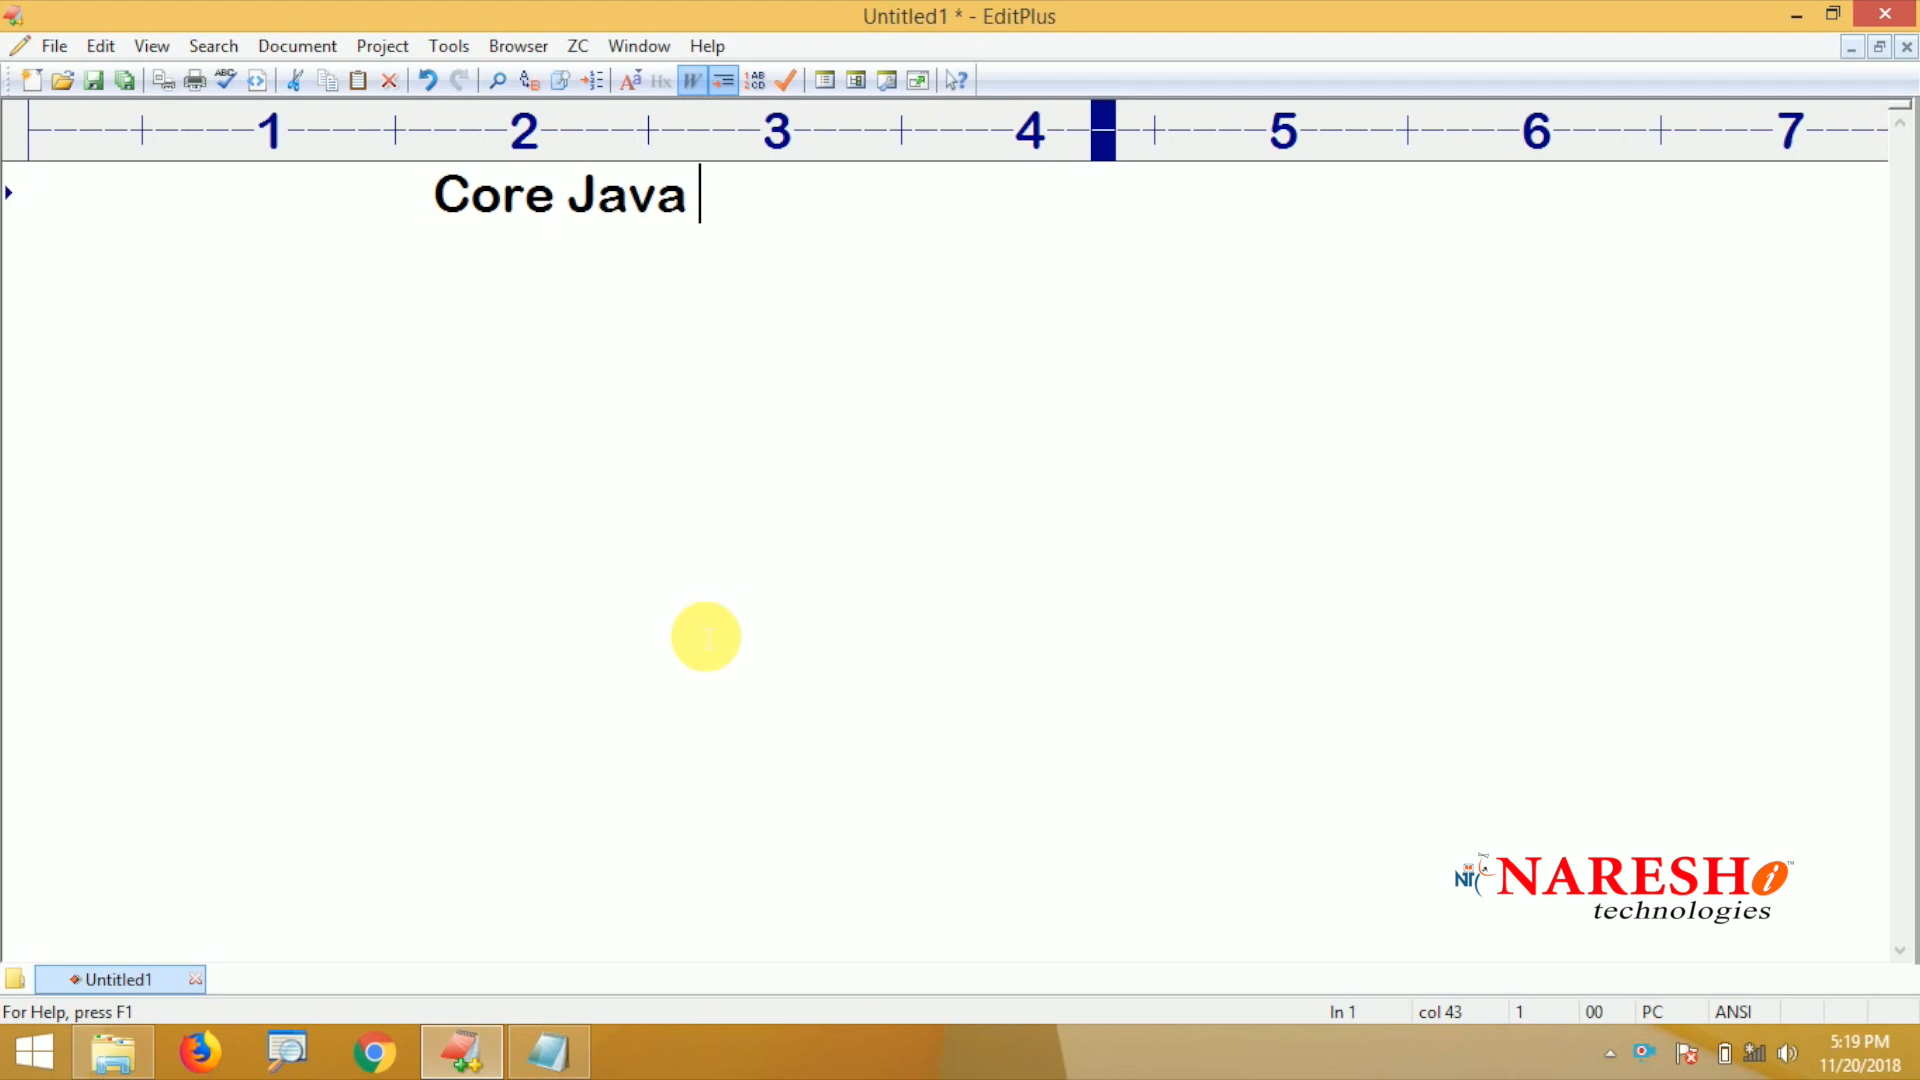 Untitled1 * - EditPlus
File Edit View Search Document Project Tools Browser ZC Window Help
1 2 3 4 5 6 7
Core Java
NARESH i ™
technologies
Untitled1
For Help, press F1
ln 1 col 43 1 00 PC ANSI
5:19 PM
11/20/2018